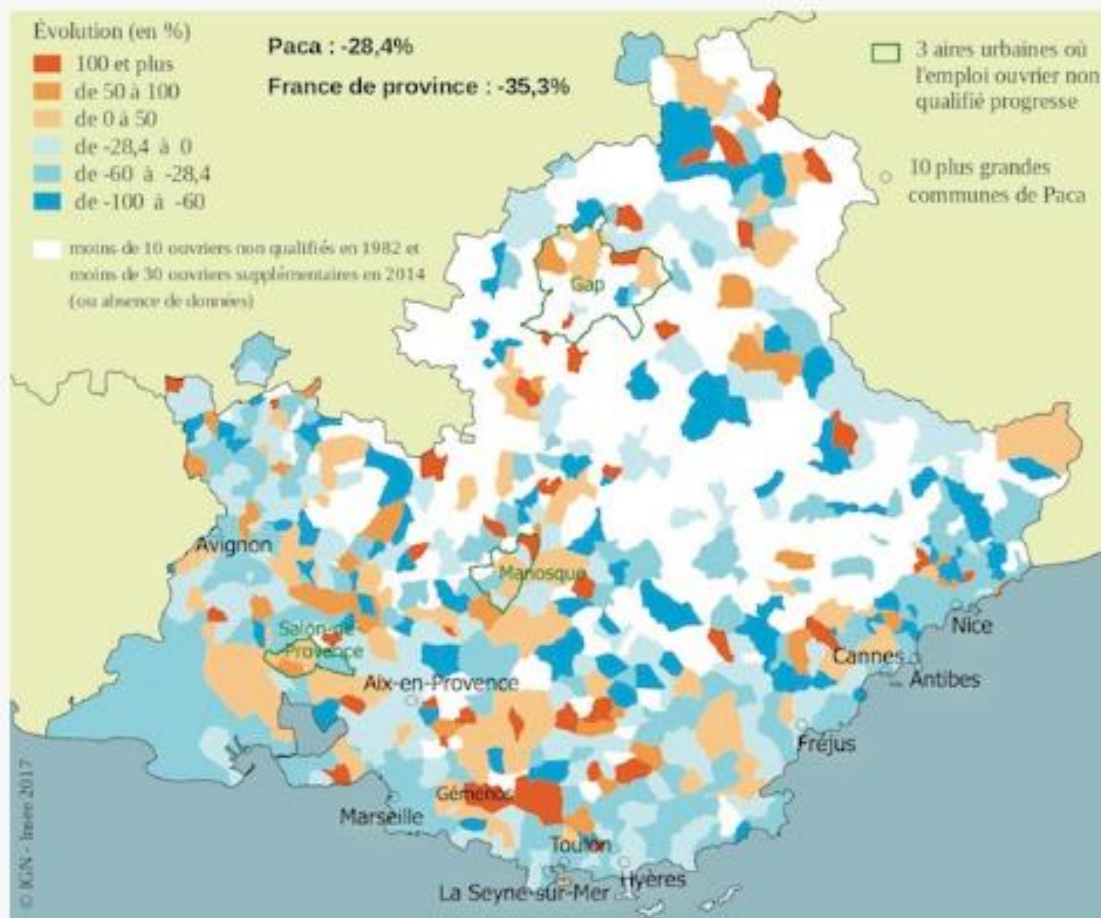 Évolution (en %)
100 et plus
de 50 à 100
de 0 à 50
de -28,4 à 0
de -60 à -28,4
de -100 à -60
moins de 10 ouvriers non qualifiés en 1982 et
moins de 30 ouvriers supplémentaires en 2014
(ou absence de données)
Paca : -28,4%
France de province : -35,3%
3 aires urbaines où
l'emploi ouvrier non
qualifié progresse
10 plus grandes
communes de Paca
Gap
Avignon
Manosque
Salon-de-
Provence
Aix-en-Provence
Nice
Cannes
Antibes
Fréjus
Gémenos
Marseille
Toulon
Hyères
La Seyne-sur-Mer
© IGN - Insee 2017